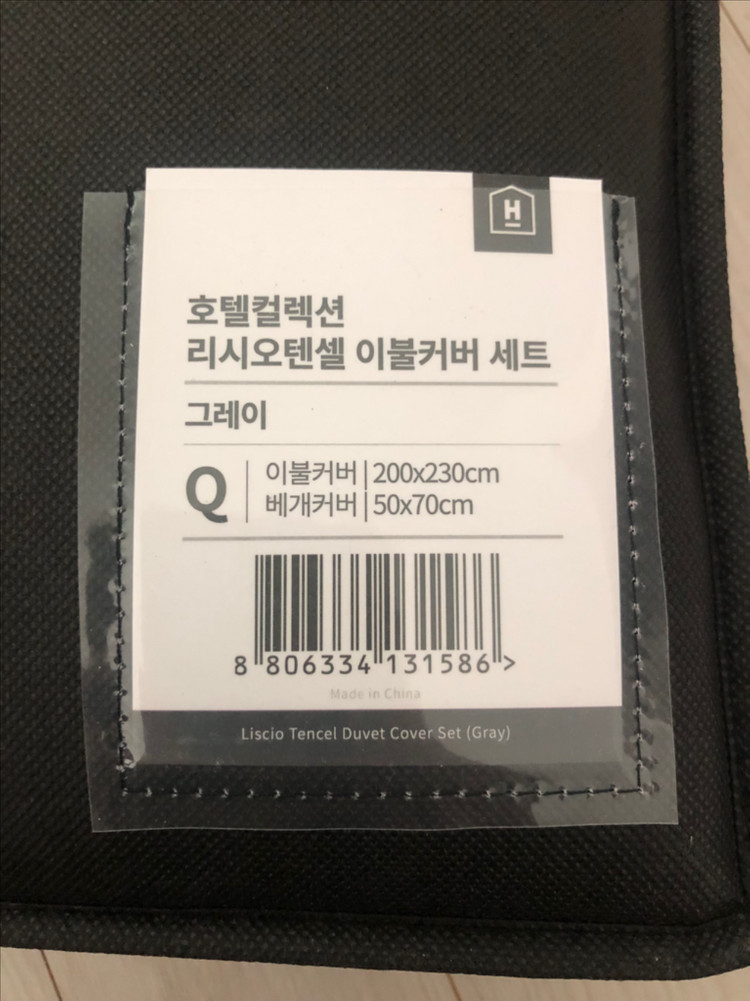 H
호텔컬렉션
리시오텐셀 이불커버 세트
그레이
Q
이불커버 | 200x230cm
베개커버 | 50x70cm
8 806334 131586 >
Made in China
Liscio Tencel Duvet Cover Set (Gray)